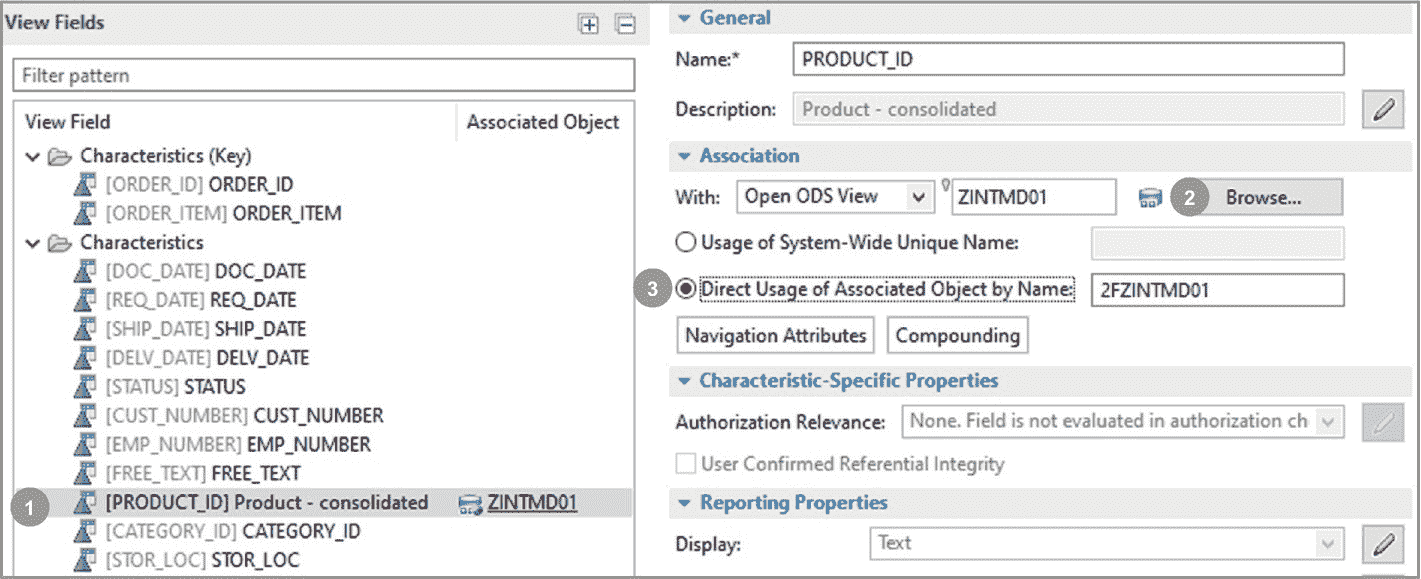 View Fields
Filter pattern
View Field Associated Object
Characteristics (Key)
[ORDER_ID] ORDER_ID
[ORDER_ITEM] ORDER_ITEM
Characteristics
[DOC_DATE] DOC_DATE
[REQ_DATE] REQ_DATE
[SHIP_DATE] SHIP_DATE
[DELV_DATE] DELV_DATE
[STATUS] STATUS
[CUST_NUMBER] CUST_NUMBER
[EMP_NUMBER] EMP_NUMBER
[FREE_TEXT] FREE_TEXT
1 [PRODUCT_ID] Product - consolidated ZINTMD01
[CATEGORY_ID] CATEGORY_ID
[STOR_LOC] STOR_LOC
General
Name:* PRODUCT_ID
Description: Product - consolidated
Association
With: Open ODS View ZINTMD01 2 Browse...
Usage of System-Wide Unique Name:
3 Direct Usage of Associated Object by Name: 2FZINTMD01
Navigation Attributes Compounding
Characteristic-Specific Properties
Authorization Relevance: None. Field is not evaluated in authorization ch
User Confirmed Referential Integrity
Reporting Properties
Display: Text